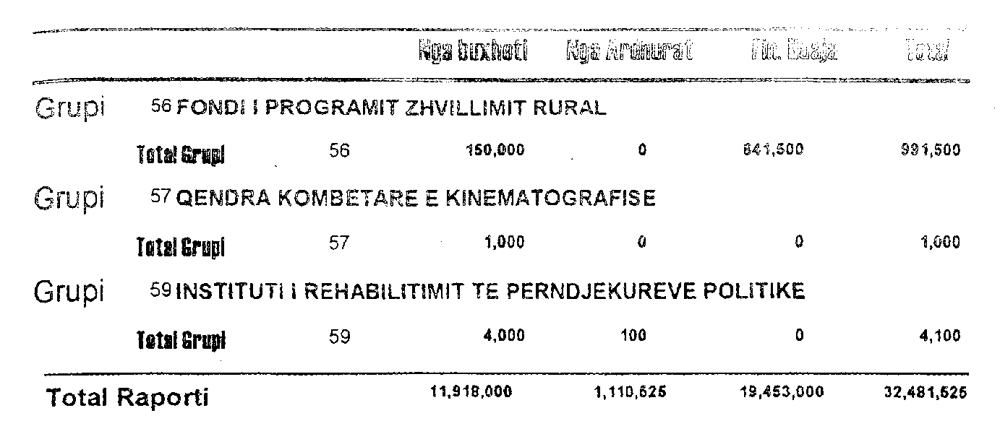 Nga buxheti Nga Ardhurat Fin. Huaja Total
Grupi 56 FONDI I PROGRAMIT ZHVILLIMIT RURAL
Total Grupi 56 150,000 0 841,500 991,500
Grupi 57 QENDRA KOMBETARE E KINEMATOGRAFISE
Total Grupi 57 1,000 0 0 1,000
Grupi 59 INSTITUTI I REHABILITIMIT TE PERNDJEKUREVE POLITIKE
Total Grupi 59 4,000 100 0 4,100
Total Raporti 11,918,000 1,110,525 19,453,000 32,481,525